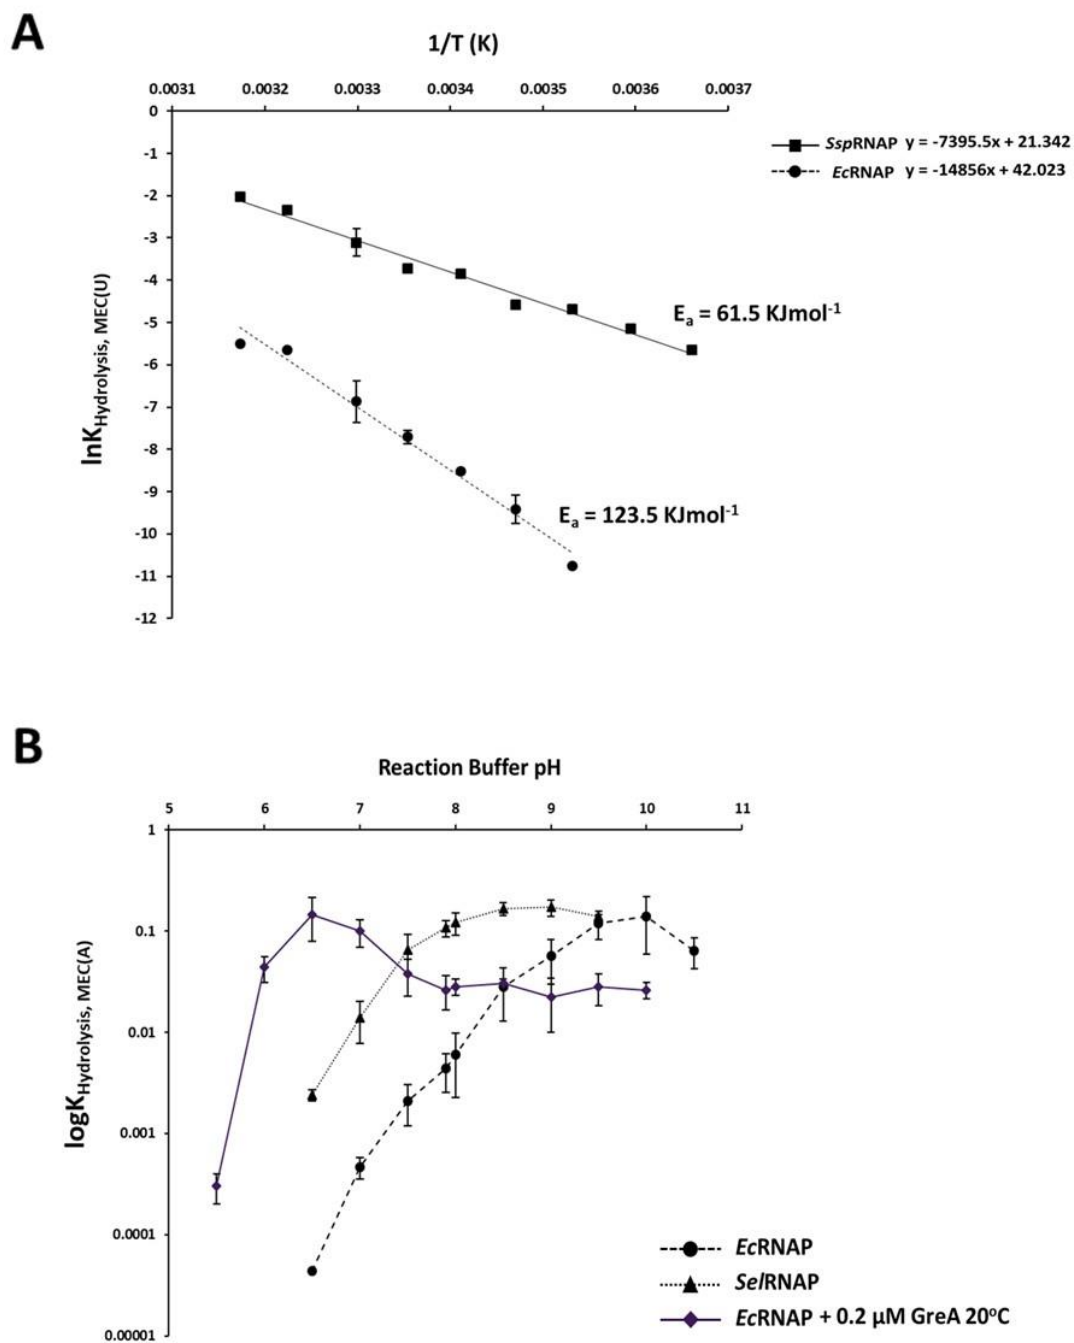 A
1/T (K)
0.0031 0.0032 0.0033 0.0034 0.0035 0.0036 0.0037
0
-1
-2
-3
-4
-5
-6
-7
-8
-9
-10
-11
-12
lnK_Hydrolysis, MEC(U)
SspRNAP y = -7395.5x + 21.342
EcRNAP y = -14856x + 42.023
Eₐ = 61.5 KJmol⁻¹
Eₐ = 123.5 KJmol⁻¹
B
Reaction Buffer pH
5 6 7 8 9 10 11
1
0.1
0.01
0.001
0.0001
0.00001
logK_Hydrolysis, MEC(A)
EcRNAP
SelRNAP
EcRNAP + 0.2 μM GreA 20°C